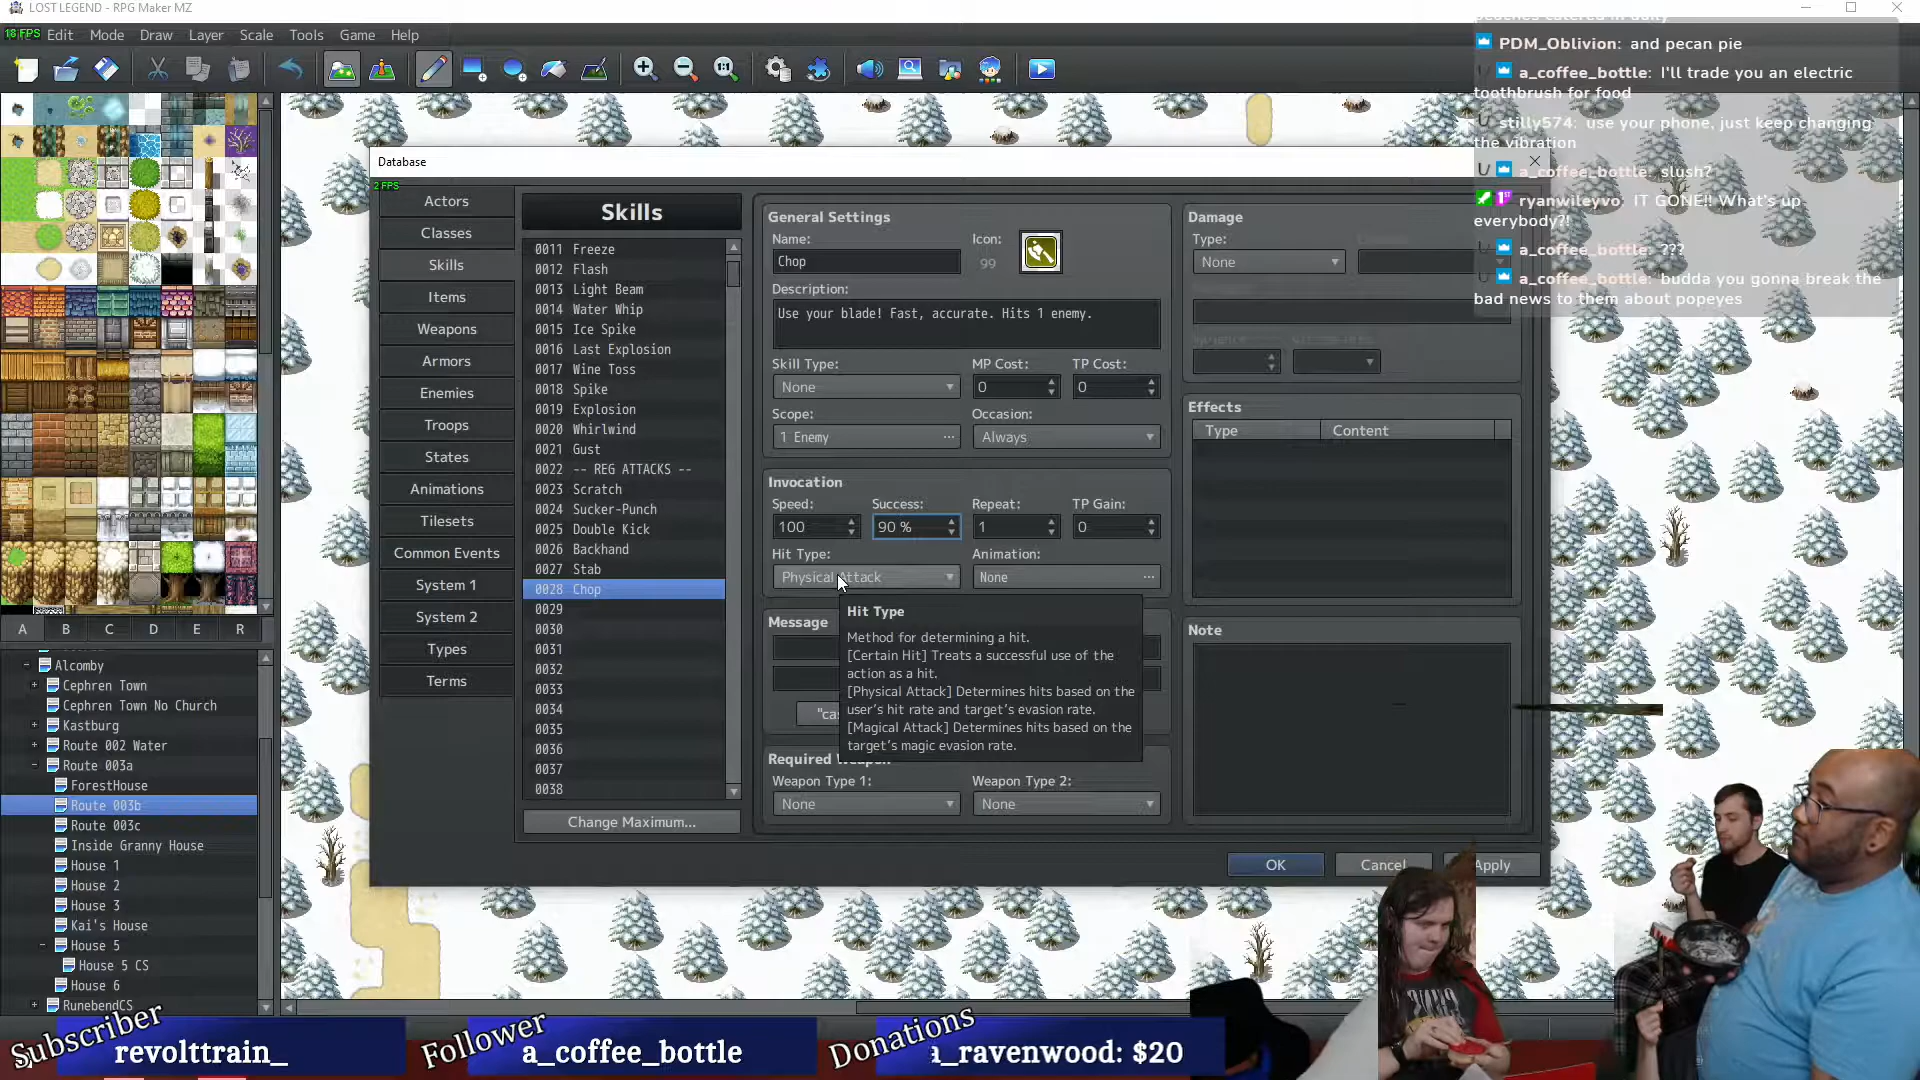 LOST LEGEND - RPG Maker MZ
18 FPS
Edit Mode Draw Layer Scale Tools Game Help
PDM_Oblivion: and pecan pie
a_coffee_bottle: I'll trade you an electric
toothbrush for food
stilly574: use your phone, just keep changing
the vibration
a_coffee_bottle: slush?
ryanwileyvo: IT GONE!! What's up
everybody?!
a_coffee_bottle: ???
a_coffee_bottle: budda you gonna break the
bad news to them about popeyes
Database
2 FPS
Actors
Classes
Skills
Items
Weapons
Armors
Enemies
Troops
States
Animations
Tilesets
Common Events
System 1
System 2
Types
Terms
Skills
0011 Freeze
0012 Flash
0013 Light Beam
0014 Water Whip
0015 Ice Spike
0016 Last Explosion
0017 Wine Toss
0018 Spike
0019 Explosion
0020 Whirlwind
0021 Gust
0022 -- REG ATTACKS --
0023 Scratch
0024 Sucker-Punch
0025 Double Kick
0026 Backhand
0027 Stab
0028 Chop
0029
0030
0031
0032
0033
0034
0035
0036
0037
0038
Change Maximum...
General Settings
Name: Icon:
Chop 99
Description:
Use your blade! Fast, accurate. Hits 1 enemy.
Skill Type: MP Cost: TP Cost:
None 0 0
Scope: Occasion:
1 Enemy ... Always
Invocation
Speed: Success: Repeat: TP Gain:
100 90 % 1 0
Hit Type: Animation:
Physical Attack None ...
Message
"cas
Hit Type
Method for determining a hit.
[Certain Hit] Treats a successful use of the
action as a hit.
[Physical Attack] Determines hits based on the
user's hit rate and target's evasion rate.
[Magical Attack] Determines hits based on the
target's magic evasion rate.
Required
Weapon Type 1: Weapon Type 2:
None None
Damage
Type:
None
Effects
Type Content
Note
OK Cancel Apply
A B C D E R
Alcomby
Cephren Town
Cephren Town No Church
Kastburg
Route 002 Water
Route 003a
ForestHouse
Route 003b
Route 003c
Inside Granny House
House 1
House 2
House 3
Kai's House
House 5
House 5 CS
House 6
RunebendCS
Subscriber
revolttrain_
Follower
a_coffee_bottle
Donations
a_ravenwood: $20